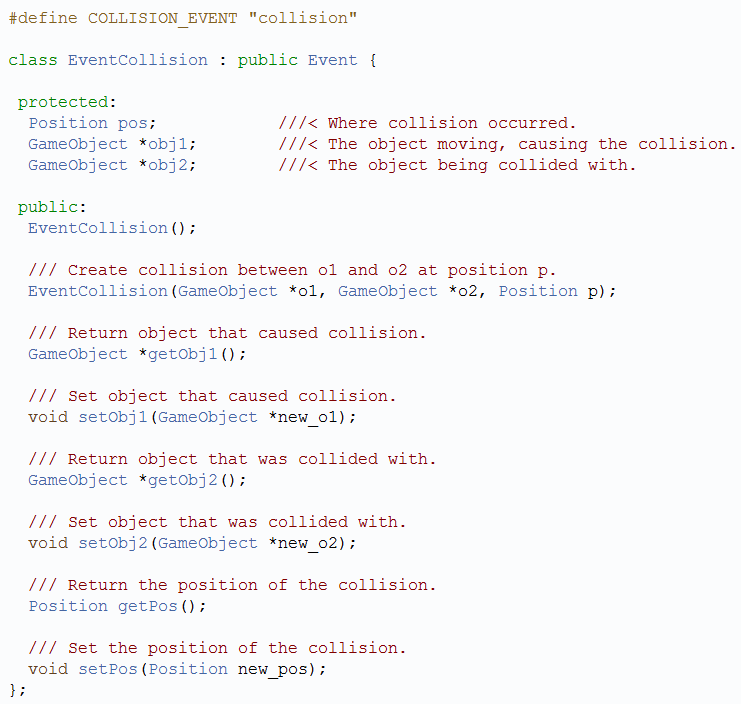 #define COLLISION_EVENT "collision"
class EventCollision : public Event {
protected:
Position pos; ///< Where collision occurred.
GameObject *obj1; ///< The object moving, causing the collision.
GameObject *obj2; ///< The object being collided with.
public:
EventCollision();
/// Create collision between o1 and o2 at position p.
EventCollision(GameObject *o1, GameObject *o2, Position p);
/// Return object that caused collision.
GameObject *getObj1();
/// Set object that caused collision.
void setObj1(GameObject *new_o1);
/// Return object that was collided with.
GameObject *getObj2();
/// Set object that was collided with.
void setObj2(GameObject *new_o2);
/// Return the position of the collision.
Position getPos();
/// Set the position of the collision.
void setPos(Position new_pos);
};